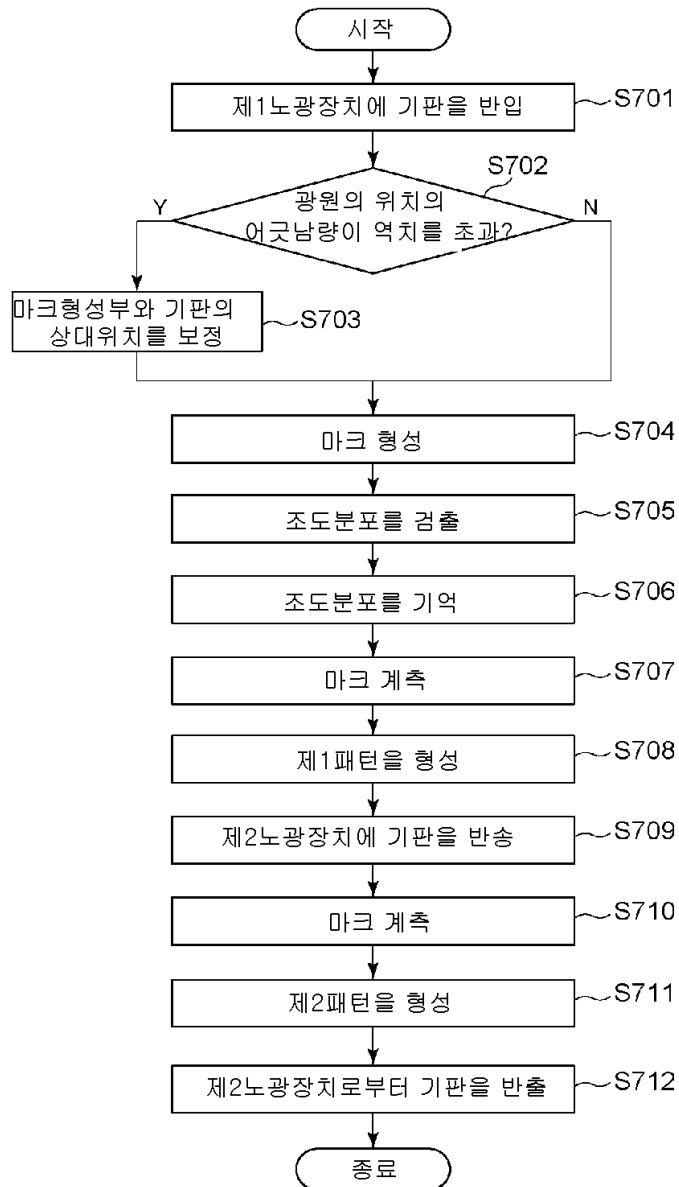 시작
제1노광장치에 기판을 반입
S701
S702
광원의 위치의
어긋남량이 역치를 초과?
Y
N
마크형성부와 기판의
상대위치를 보정
S703
마크 형성
S704
조도분포를 검출
S705
조도분포를 기억
S706
마크 계측
S707
제1패턴을 형성
S708
제2노광장치에 기판을 반송
S709
마크 계측
S710
제2패턴을 형성
S711
제2노광장치로부터 기판을 반출
S712
종료